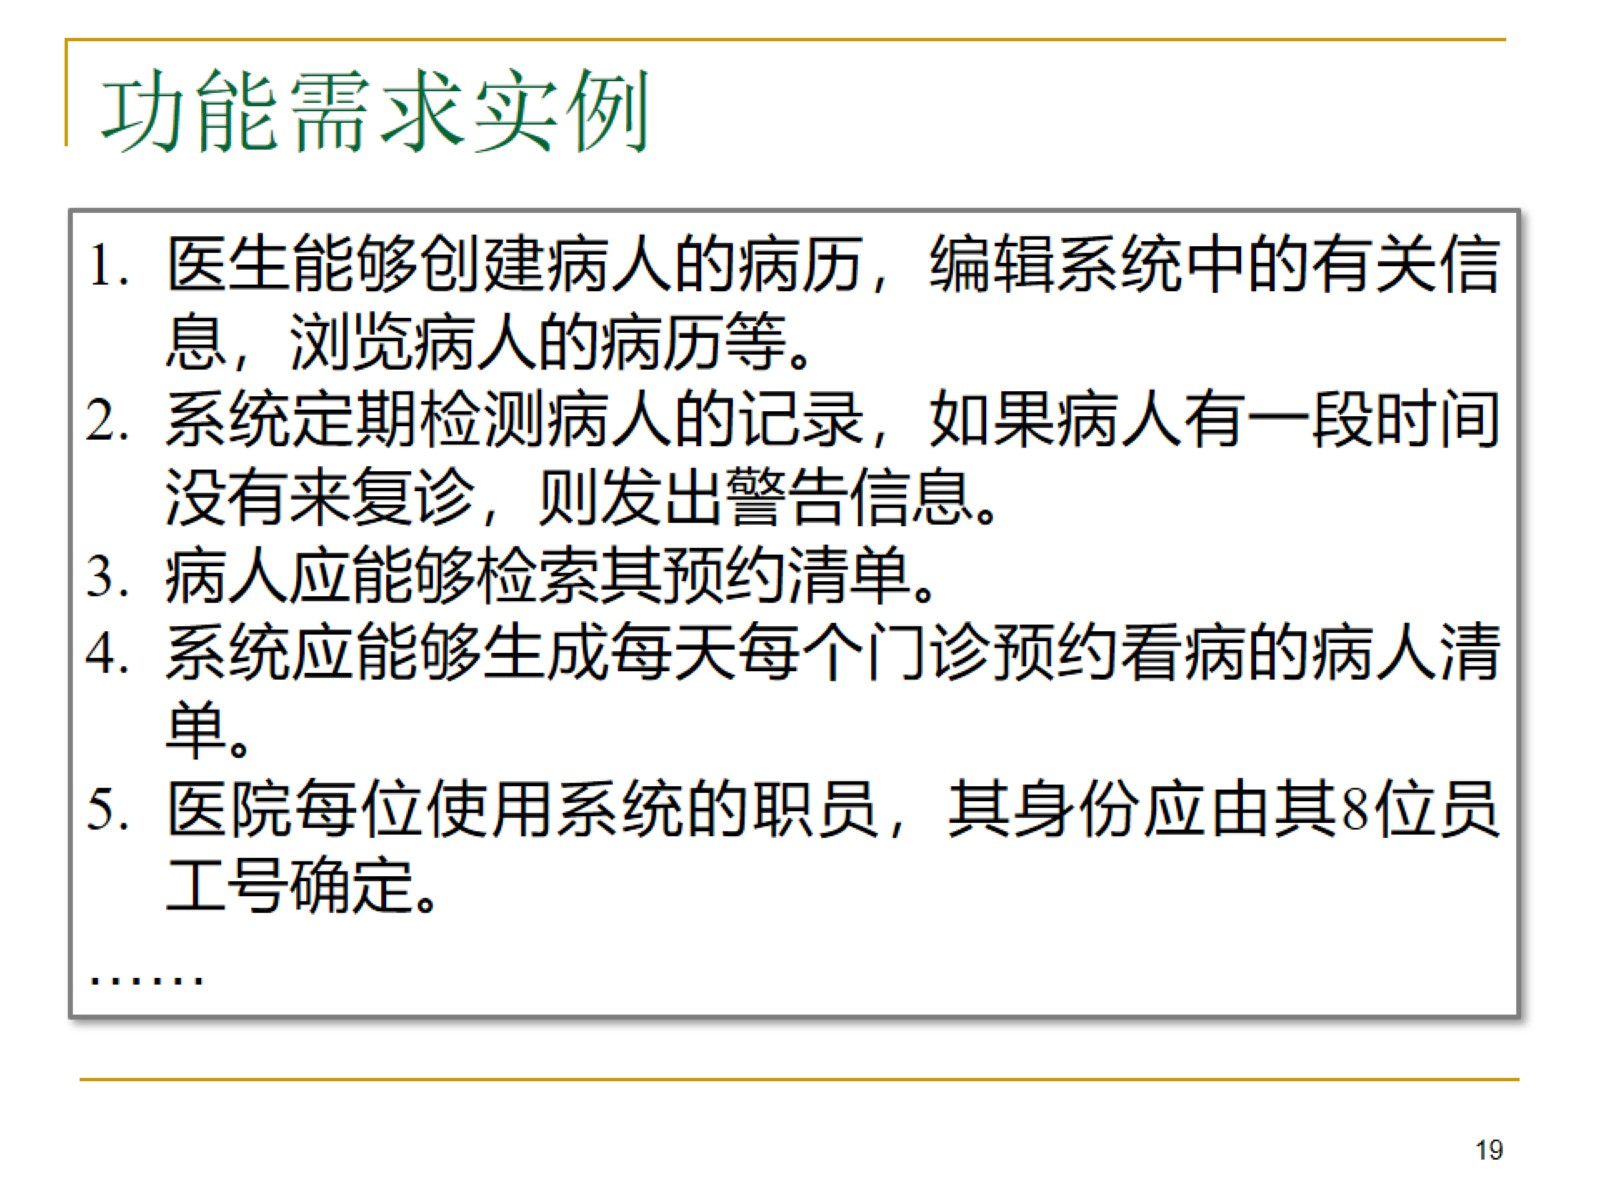 功能需求实例
1. 医生能够创建病人的病历，编辑系统中的有关信
息，浏览病人的病历等。
2. 系统定期检测病人的记录，如果病人有一段时间
没有来复诊，则发出警告信息。
3. 病人应能够检索其预约清单。
4. 系统应能够生成每天每个门诊预约看病的病人清
单。
5. 医院每位使用系统的职员，其身份应由其8位员
工号确定。
……
19